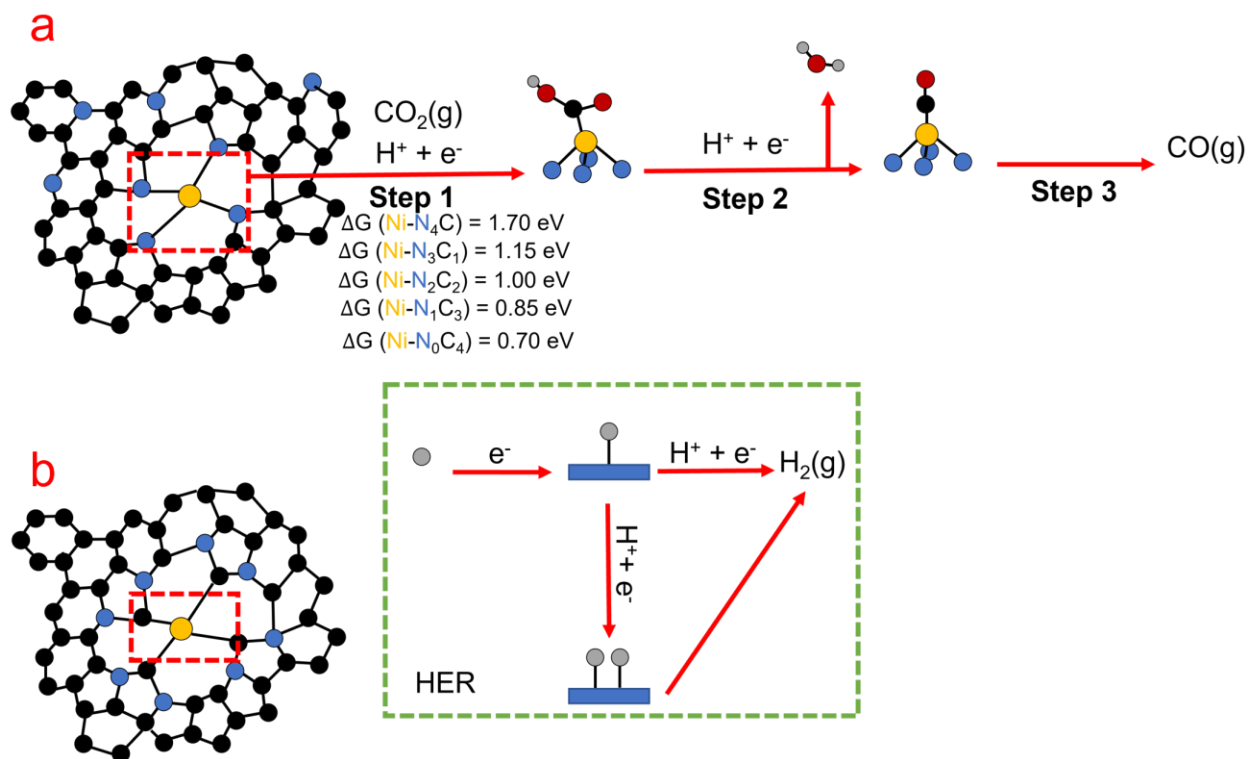 a
CO₂(g)
H⁺ + e⁻
Step 1
ΔG (Ni-N₄C) = 1.70 eV
ΔG (Ni-N₃C₁) = 1.15 eV
ΔG (Ni-N₂C₂) = 1.00 eV
ΔG (Ni-N₁C₃) = 0.85 eV
ΔG (Ni-N₀C₄) = 0.70 eV
H⁺ + e⁻
Step 2
Step 3
CO(g)
b
e⁻
H⁺ + e⁻
H₂(g)
H⁺+ e⁻
HER